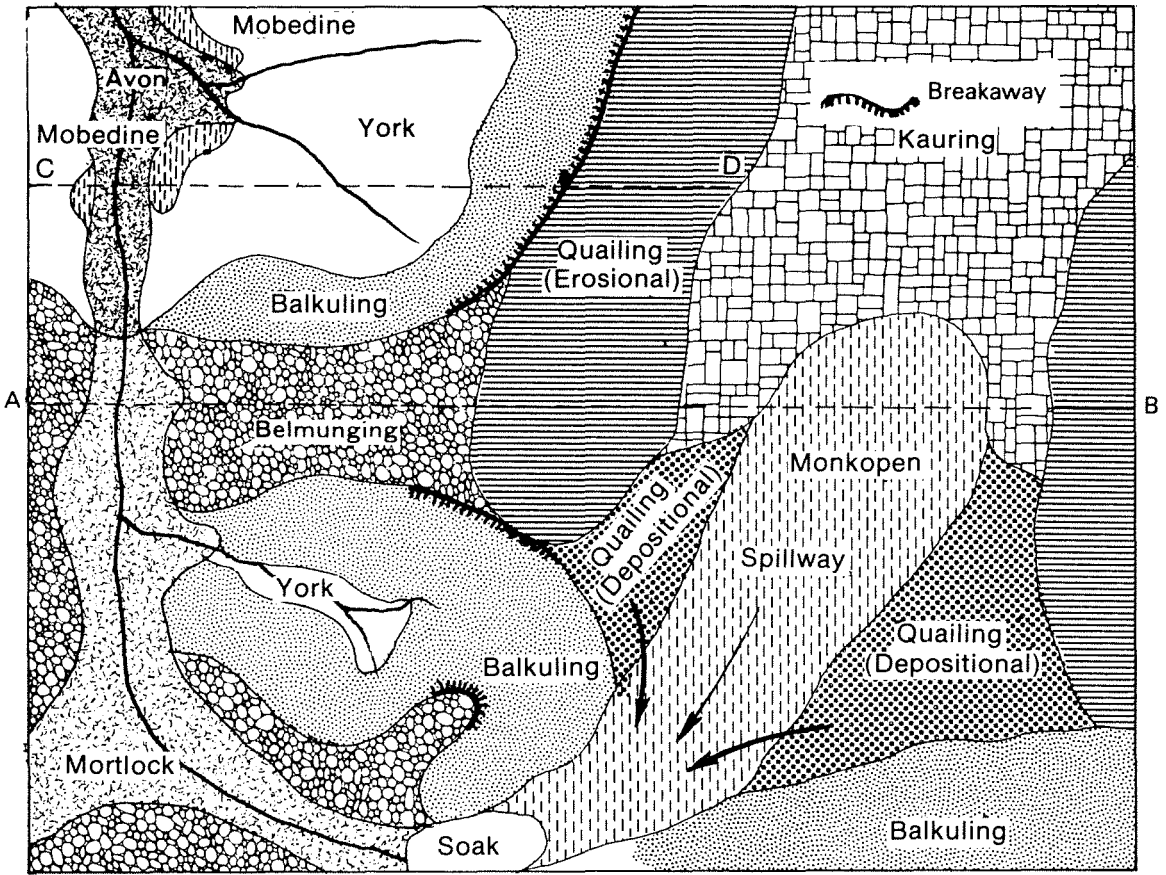 Mobedine
Avon
Mobedine
York
Breakaway
Kauring
C
D
Quailing
(Erosional)
Balkuling
A
B
Belmunging
Monkopen
Quailing
(Depositional)
Spillway
York
Quailing
(Depositional)
Balkuling
Mortlock
Soak
Balkuling